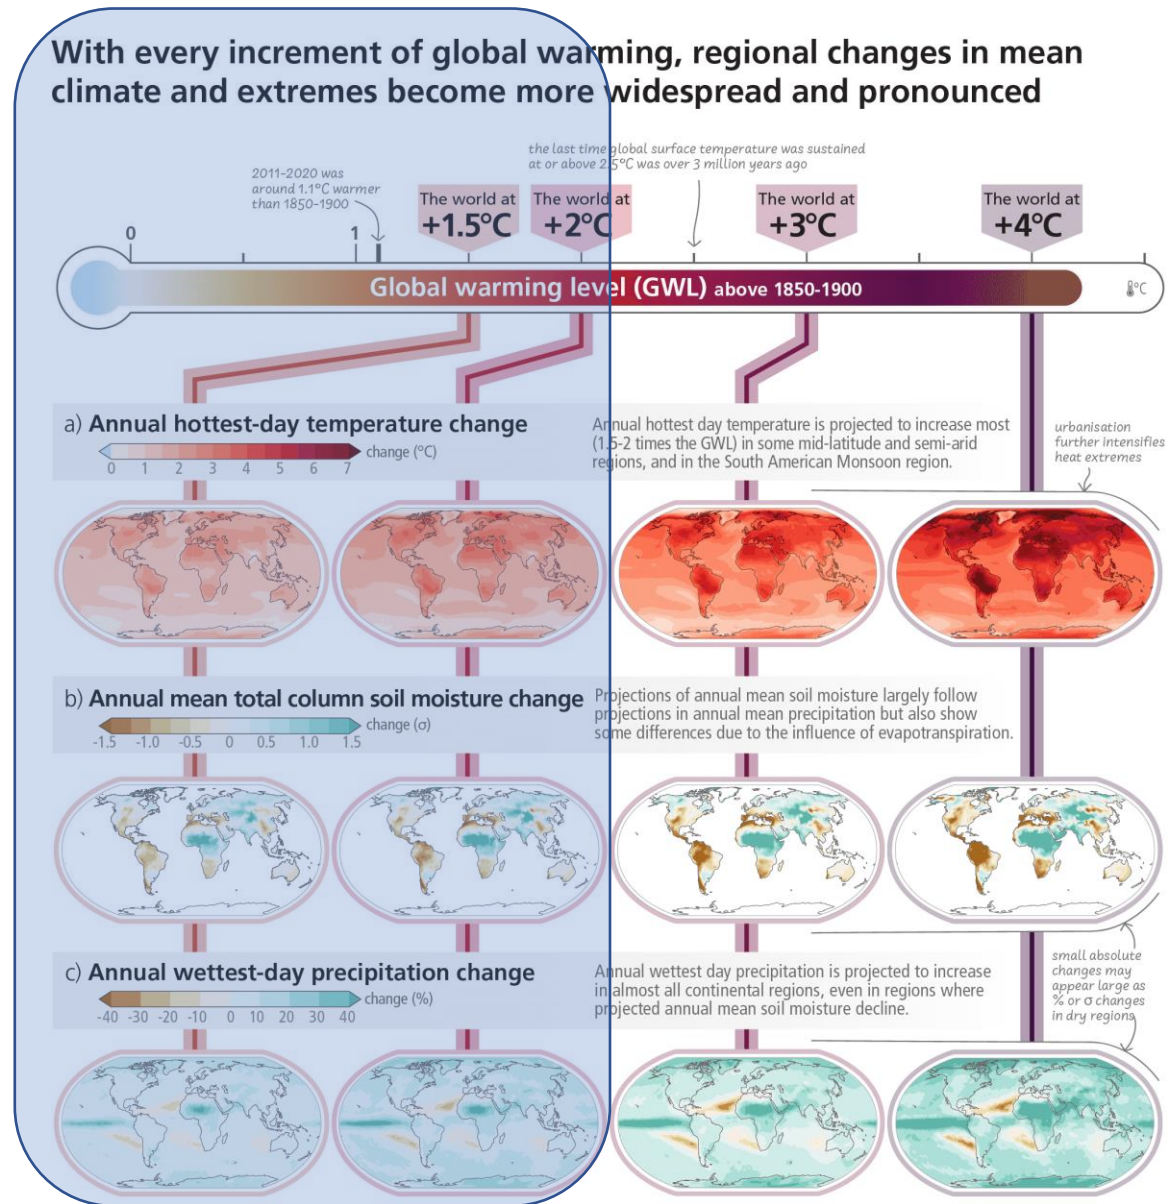 With every increment of global warming, regional changes in mean
climate and extremes become more widespread and pronounced
the last time global surface temperature was sustained
at or above 2.5°C was over 3 million years ago
2011-2020 was
around 1.1°C warmer
than 1850-1900
The world at
+1.5°C
The world at
+2°C
The world at
+3°C
The world at
+4°C
0 1
Global warming level (GWL) above 1850-1900
°C
a) Annual hottest-day temperature change
change (°C)
0 1 2 3 4 5 6 7
Annual hottest day temperature is projected to increase most
(1.5-2 times the GWL) in some mid-latitude and semi-arid
regions, and in the South American Monsoon region.
urbanisation
further intensifies
heat extremes
b) Annual mean total column soil moisture change
change (σ)
-1.5 -1.0 -0.5 0 0.5 1.0 1.5
Projections of annual mean soil moisture largely follow
projections in annual mean precipitation but also show
some differences due to the influence of evapotranspiration.
c) Annual wettest-day precipitation change
change (%)
-40 -30 -20 -10 0 10 20 30 40
Annual wettest day precipitation is projected to increase
in almost all continental regions, even in regions where
projected annual mean soil moisture decline.
small absolute
changes may
appear large as
% or σ changes
in dry regions